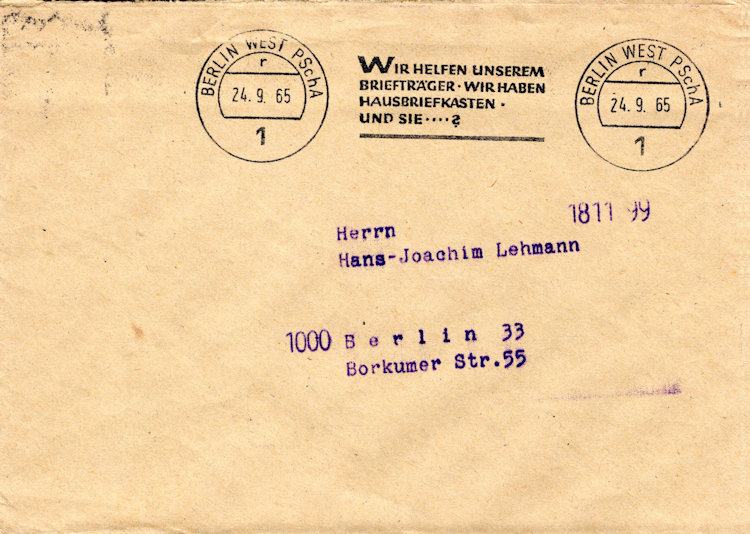 BERLIN WEST PSchA
r
24. 9. 65
1
WIR HELFEN UNSEREM
BRIEFTRÄGER · WIR HABEN
HAUSBRIEFKASTEN ·
UND SIE ····?
BERLIN WEST PSchA
r
24. 9. 65
1
1811 99
Herrn
Hans-Joachim Lehmann
1000 Berlin 33
Borkumer Str.55